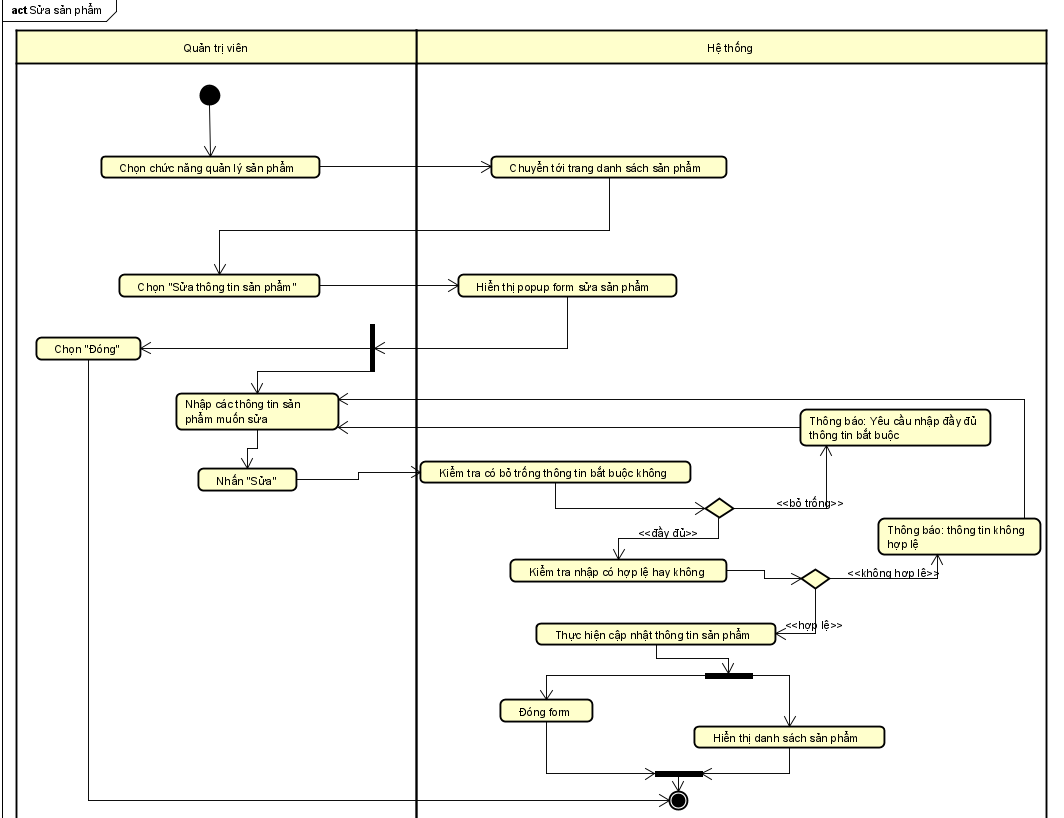 act Sửa sản phẩm
Quản trị viên
Hệ thống
Chọn chức năng quản lý sản phẩm
Chuyển tới trang danh sách sản phẩm
Chọn "Sửa thông tin sản phẩm"
Hiển thị popup form sửa sản phẩm
Chọn "Đóng"
Nhập các thông tin sản
phẩm muốn sửa
Thông báo: Yêu cầu nhập đầy đủ
thông tin bắt buộc
Nhấn "Sửa"
Kiểm tra có bỏ trống thông tin bắt buộc không
<<bỏ trống>>
<<đầy đủ>>
Thông báo: thông tin không
hợp lệ
Kiểm tra nhập có hợp lệ hay không
<<không hợp lệ>>
<<hợp lệ>>
Thực hiện cập nhật thông tin sản phẩm
Đóng form
Hiển thị danh sách sản phẩm